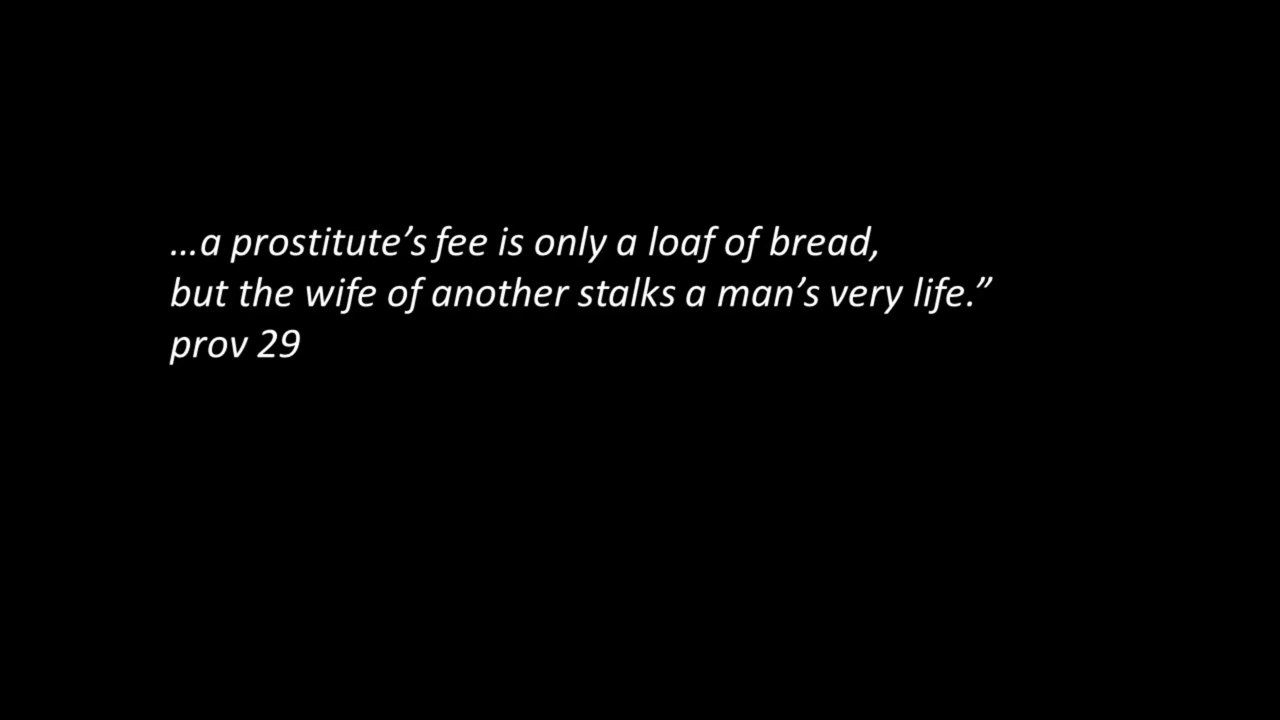 …a prostitute’s fee is only a loaf of bread,
but the wife of another stalks a man’s very life.”
prov 29